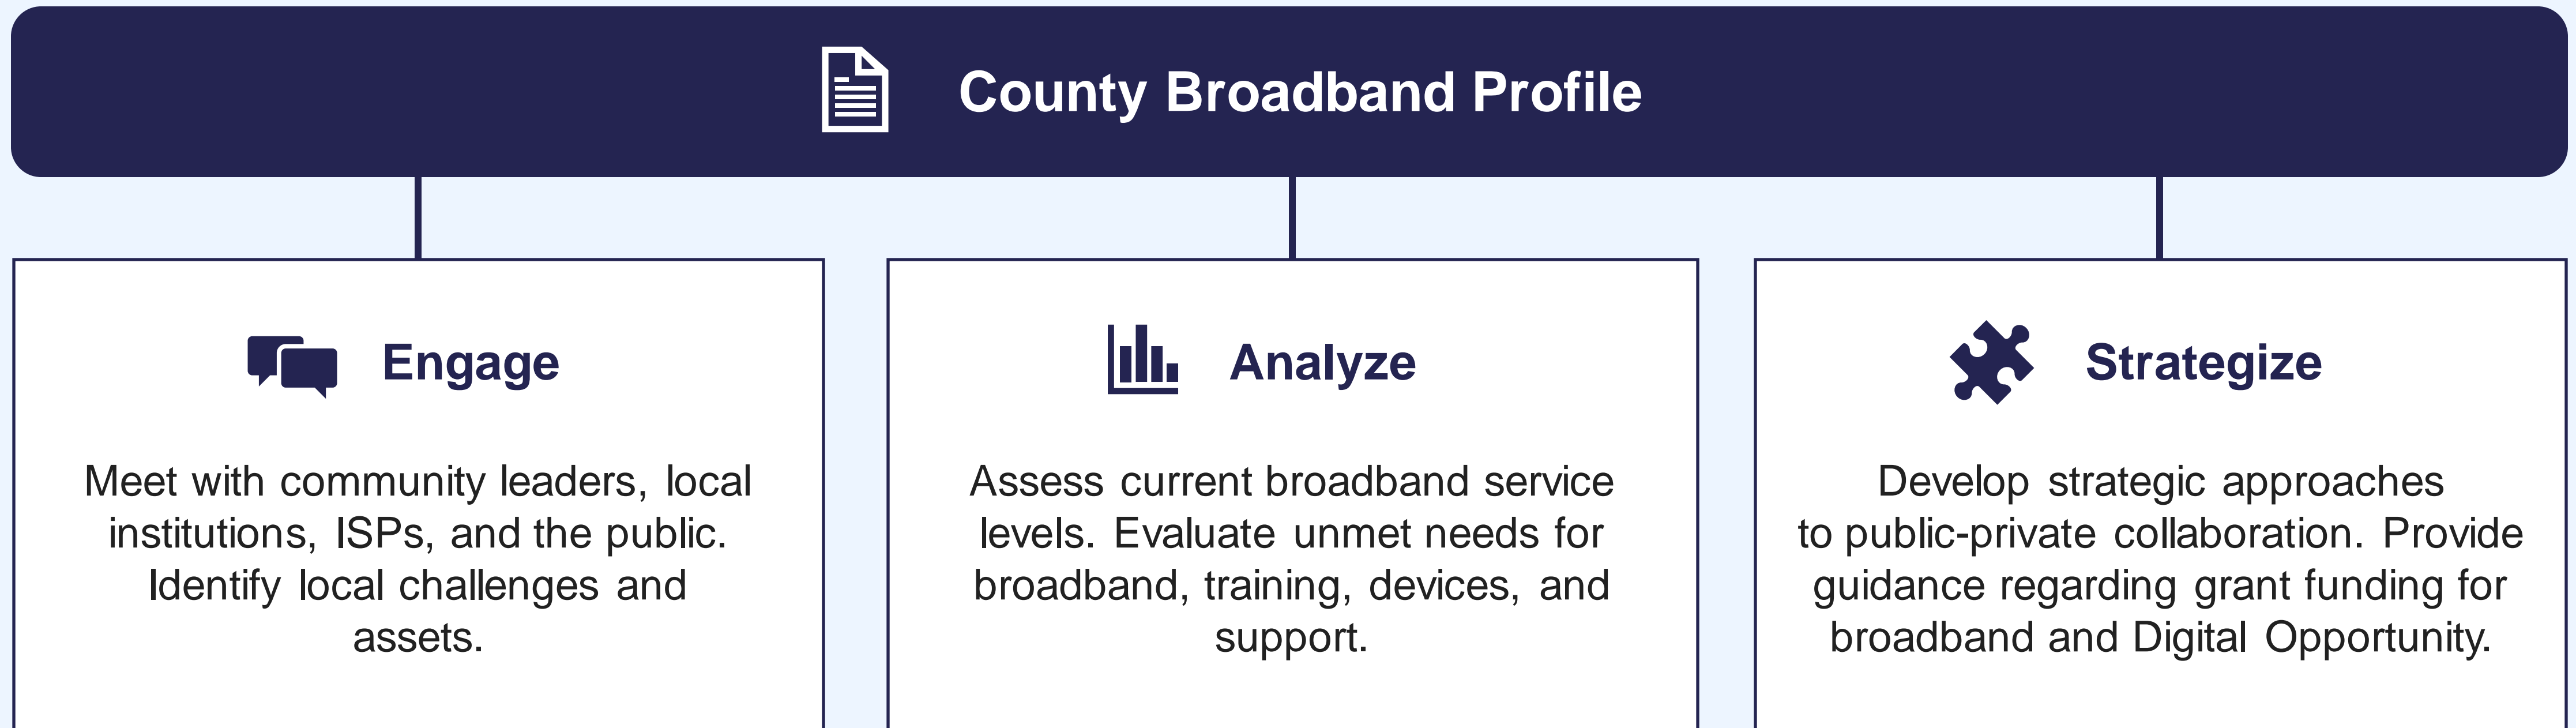 County Broadband Profile
Engage
Meet with community leaders, local
institutions, ISPs, and the public.
Identify local challenges and
assets.
Analyze
Assess current broadband service
levels. Evaluate unmet needs for
broadband, training, devices, and
support.
Strategize
Develop strategic approaches
to public-private collaboration. Provide
guidance regarding grant funding for
broadband and Digital Opportunity.